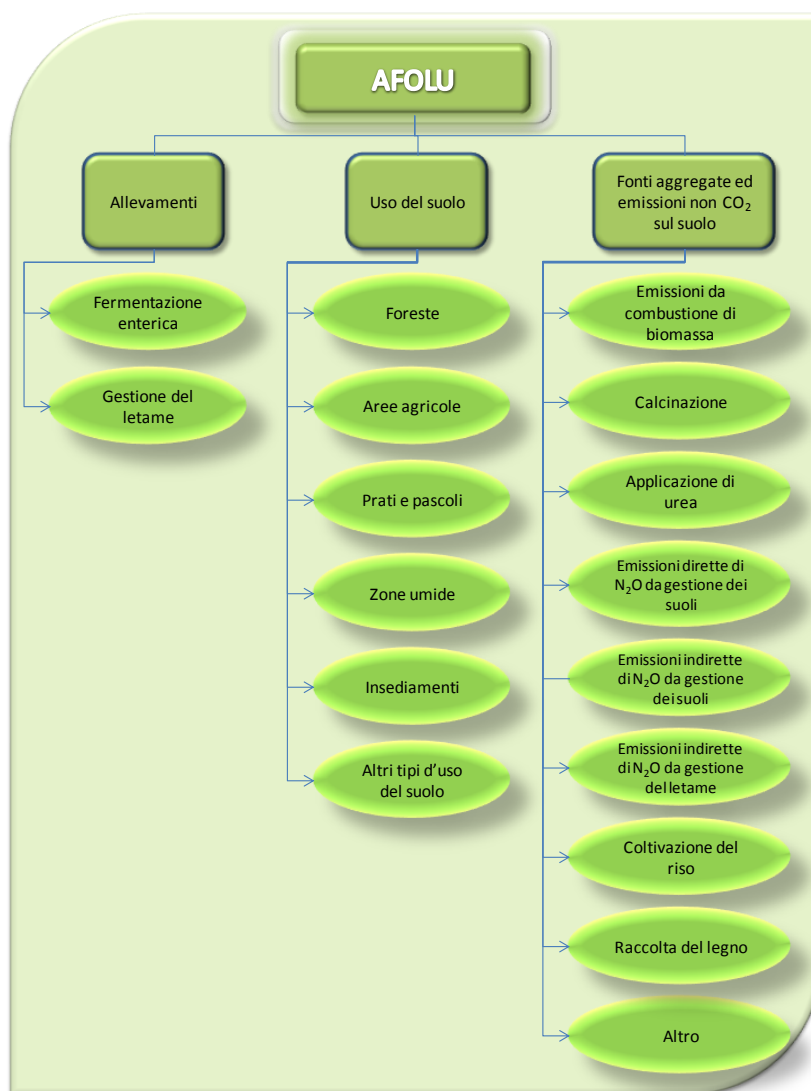 AFOLU
Allevamenti
Uso del suolo
Fonti aggregate ed
emissioni non CO₂
sul suolo
Fermentazione
enterica
Gestione del
letame
Foreste
Aree agricole
Prati e pascoli
Zone umide
Insediamenti
Altri tipi d'uso
del suolo
Emissioni da
combustione di
biomassa
Calcinazione
Applicazione di
urea
Emissioni dirette di
N₂O da gestione dei
suoli
Emissioni indirette
di N₂O da gestione
dei suoli
Emissioni indirette
di N₂O da gestione
del letame
Coltivazione del
riso
Raccolta del legno
Altro